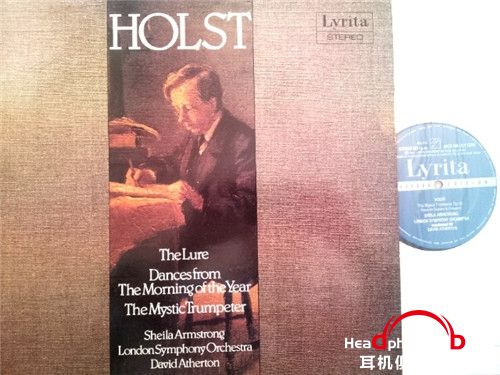 HOLST
Lyrita
STEREO
The Lure
Dances from
The Morning of the Year
The Mystic Trumpeter
Sheila Armstrong
London Symphony Orchestra
David Atherton
Lyrita
HOLST
SHEILA ARMSTRONG
LONDON SYMPHONY ORCHESTRA
DAVID ATHERTON
Headph
耳机